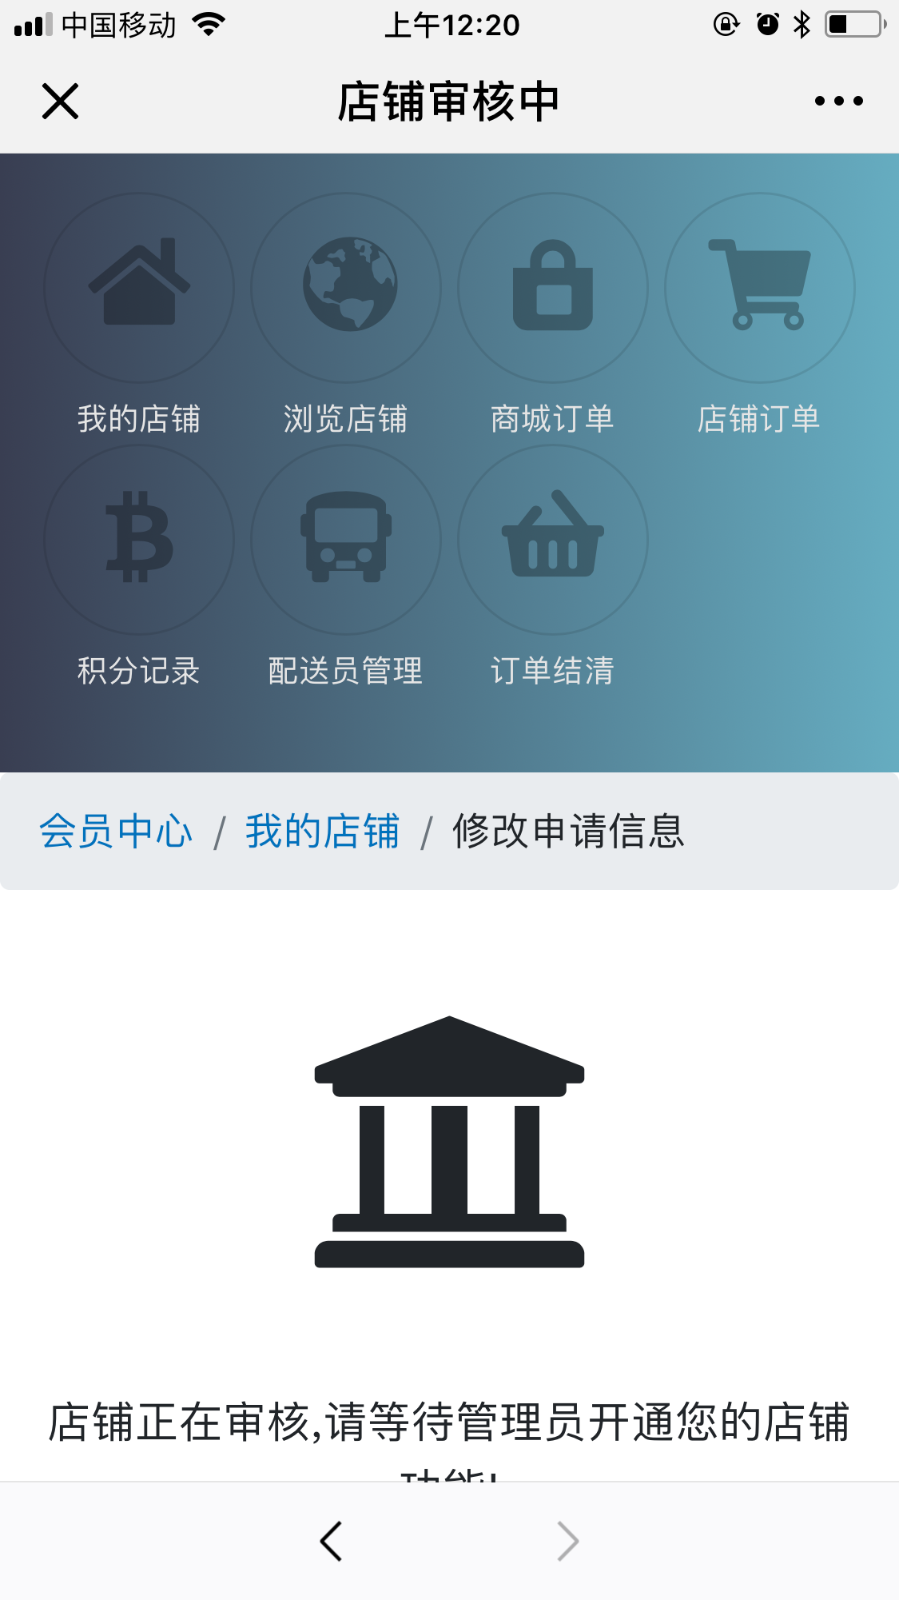 中国移动 上午12:20
店铺审核中
我的店铺 浏览店铺 商城订单 店铺订单
积分记录 配送员管理 订单结清
会员中心 / 我的店铺 / 修改申请信息
店铺正在审核,请等待管理员开通您的店铺
功能!